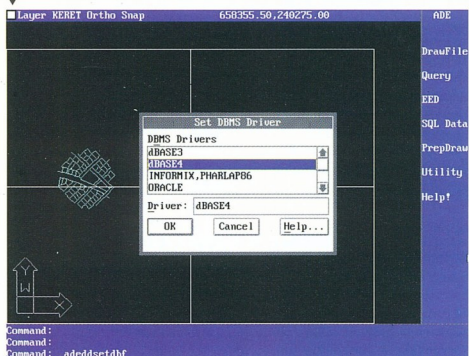 Layer KERET Ortho Snap 658355.50,240275.00 ADE
DrawFile
Query
EED
SQL Data
PrepDraw
Utility
Help!
Set DBMS Driver
DBMS Drivers
dBASE3
dBASE4
INFORMIX,PHARLAP86
ORACLE
Driver: dBASE4
OK Cancel Help...
Y
W
X
Command:
Command:
Command: adeddsetdbf